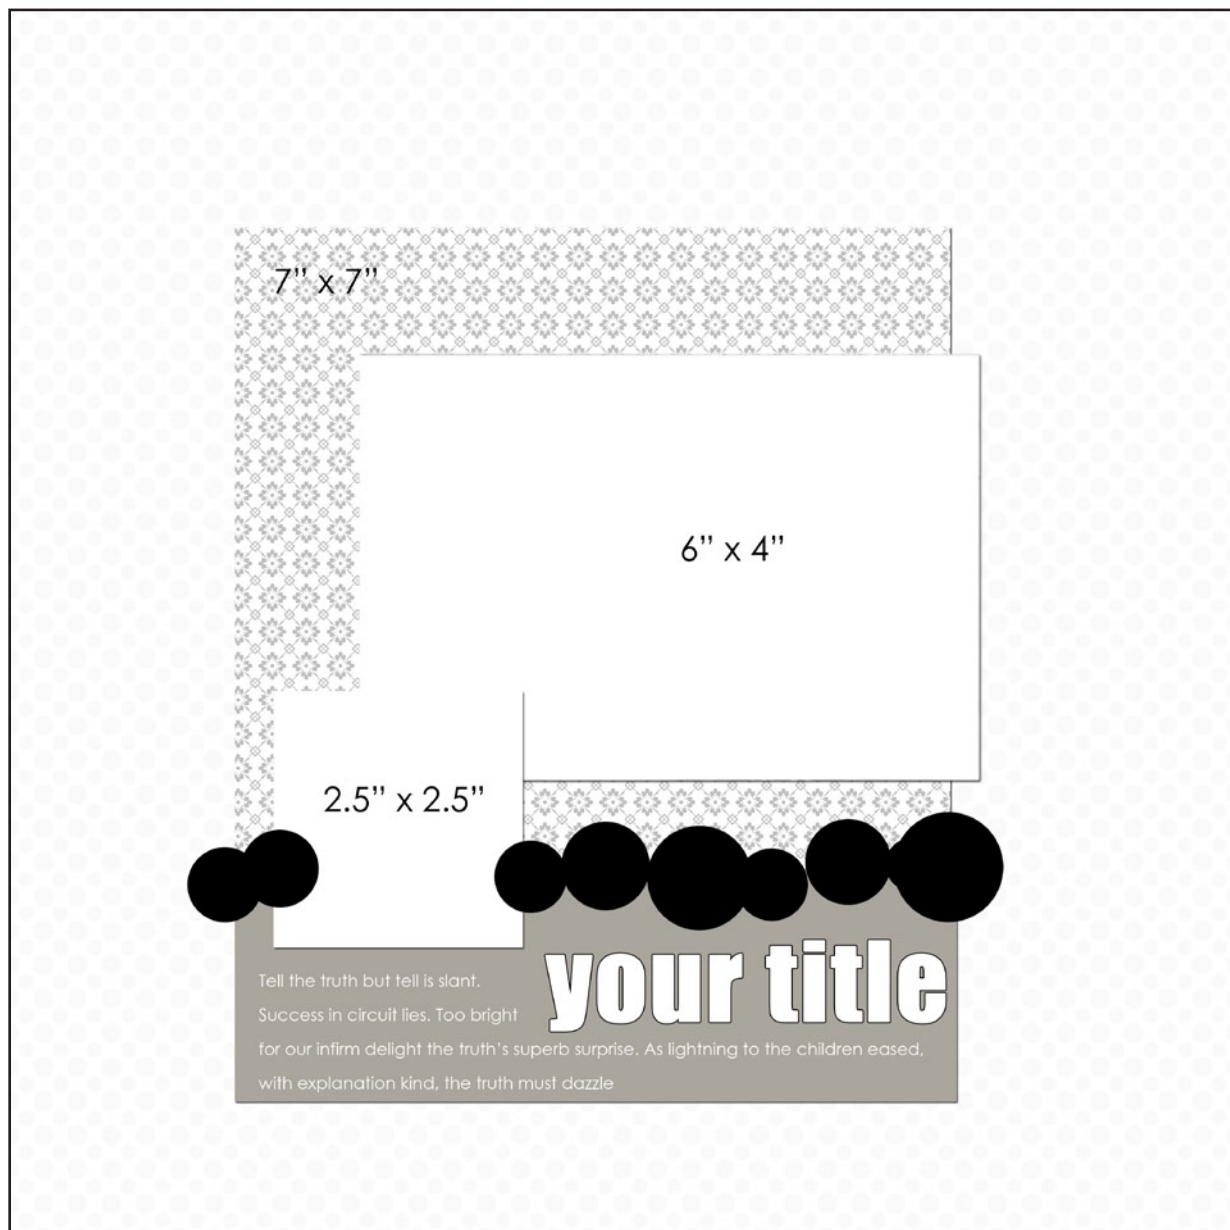 7” x 7”
6” x 4”
2.5” x 2.5”
your title
Tell the truth but tell is slant.
Success in circuit lies. Too bright
for our infirm delight the truth’s superb surprise. As lightning to the children eased,
with explanation kind, the truth must dazzle